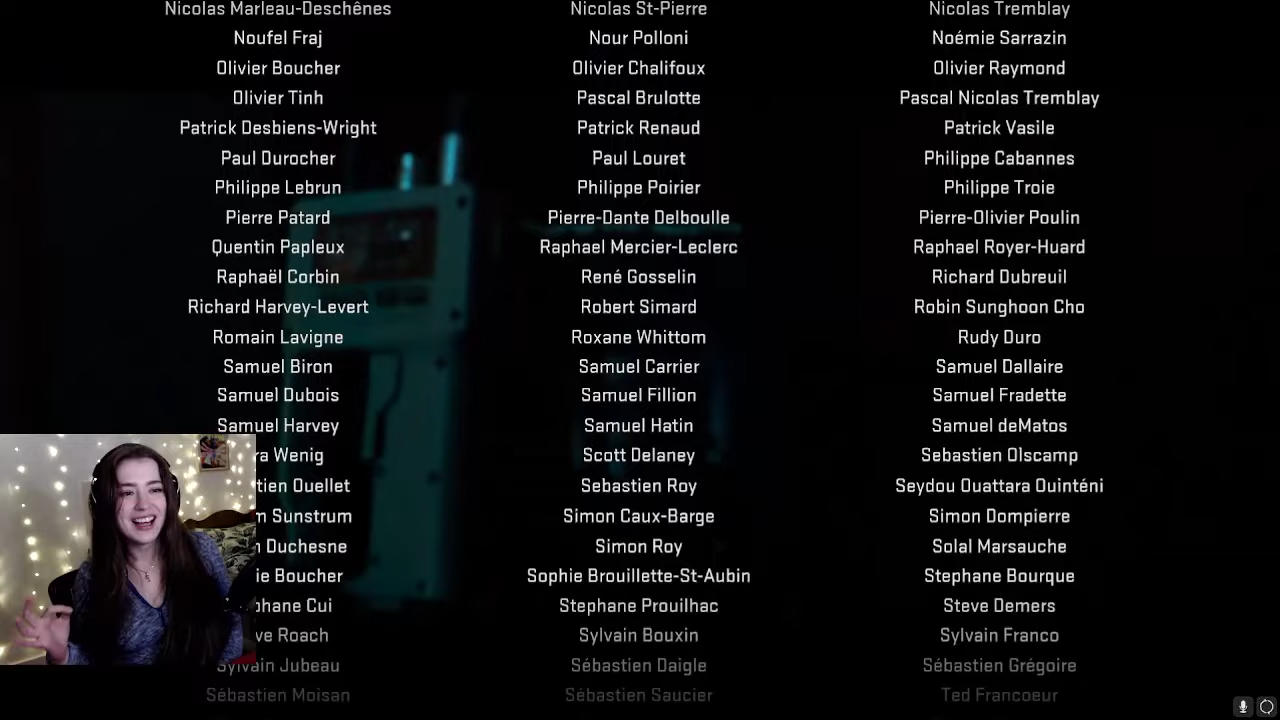 Nicolas Marleau-Deschênes Nicolas St-Pierre Nicolas Tremblay
Noufel Fraj Nour Polloni Noémie Sarrazin
Olivier Boucher Olivier Chalifoux Olivier Raymond
Olivier Tinh Pascal Brulotte Pascal Nicolas Tremblay
Patrick Desbiens-Wright Patrick Renaud Patrick Vasile
Paul Durocher Paul Louret Philippe Cabannes
Philippe Lebrun Philippe Poirier Philippe Troie
Pierre Patard Pierre-Dante Delboulle Pierre-Olivier Poulin
Quentin Papleux Raphael Mercier-Leclerc Raphael Royer-Huard
Raphaël Corbin René Gosselin Richard Dubreuil
Richard Harvey-Levert Robert Simard Robin Sunghoon Cho
Romain Lavigne Roxane Whittom Rudy Duro
Samuel Biron Samuel Carrier Samuel Dallaire
Samuel Dubois Samuel Fillion Samuel Fradette
Samuel Harvey Samuel Hatin Samuel deMatos
ra Wenig Scott Delaney Sebastien Olscamp
tien Ouellet Sebastien Roy Seydou Ouattara Ouinténi
m Sunstrum Simon Caux-Barge Simon Dompierre
n Duchesne Simon Roy Solal Marsauche
ie Boucher Sophie Brouillette-St-Aubin Stephane Bourque
phane Cui Stephane Prouilhac Steve Demers
ve Roach Sylvain Bouxin Sylvain Franco
Sylvain Jubeau Sébastien Daigle Sébastien Grégoire
Sébastien Moisan Sébastien Saucier Ted Francoeur